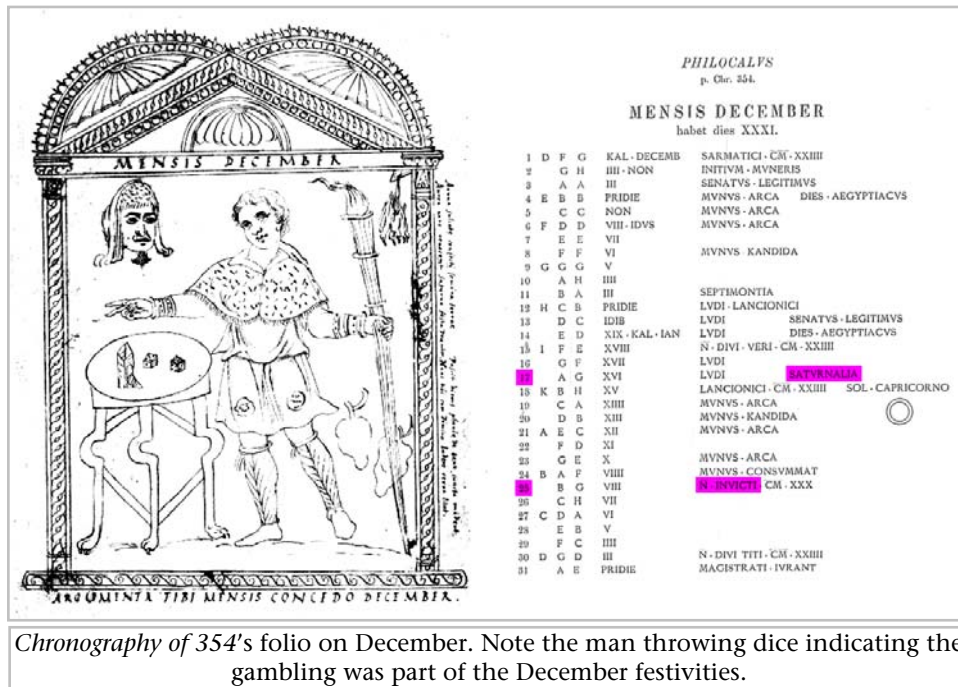 MENSIS DECEMBER
ARGUMENTA TIBI MENSIS CONCEDO DECEMBER.
PHILOCALVS
p. Chr. 354.
MENSIS DECEMBER
habet dies XXXI.
1 D F G KAL · DECEMB SARMATICI · CM · XXIIII
2 G H IIII · NON INITIVM · MVNERIS
3 A A III SENATVS · LEGITIMVS
4 E B B PRIDIE MVNVS · ARCA DIES · AEGYPTIACVS
5 C C NON MVNVS · ARCA
6 F D D VIII · IDVS MVNVS · ARCA
7 E E VII
8 F F VI MVNVS · KANDIDA
9 G G G V
10 A H IIII
11 B A III SEPTIMONTIA
12 H C B PRIDIE LVDI · LANCIONICI
13 D C IDIB LVDI SENATVS · LEGITIMVS
14 E D XIX · KAL · IAN LVDI DIES · AEGYPTIACVS
15 I F E XVIII N · DIVI · VERI · CM · XXIIII
16 G F XVII LVDI
17 A G XVI LVDI SATVRNALIA
18 K B H XV LANCIONICI · CM · XXIIII SOL · CAPRICORNO
19 C A XIIII MVNVS · ARCA
20 D B XIII MVNVS · KANDIDA
21 A E C XII MVNVS · ARCA
22 F D XI
23 G E X MVNVS · ARCA
24 B A F VIIII MVNVS · CONSVMMAT
25 B G VIII N · INVICTI · CM · XXX
26 C H VII
27 C D A VI
28 E B V
29 F C IIII
30 D G D III N · DIVI TITI · CM · XXIIII
31 A E PRIDIE MAGISTRATI · IVRANT
Chronography of 354's folio on December. Note the man throwing dice indicating the
gambling was part of the December festivities.